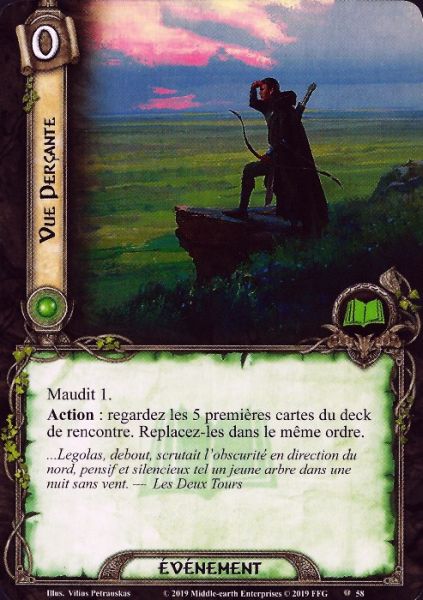 0
VUE PERÇANTE
Maudit 1.
Action : regardez les 5 premières cartes du deck
de rencontre. Replacez-les dans le même ordre.
...Legolas, debout, scrutait l'obscurité en direction du
nord, pensif et silencieux tel un jeune arbre dans une
nuit sans vent. — Les Deux Tours
ÉVÉNEMENT
Illus. Vilius Petrauskas © 2019 Middle-earth Enterprises © 2019 FFG 58